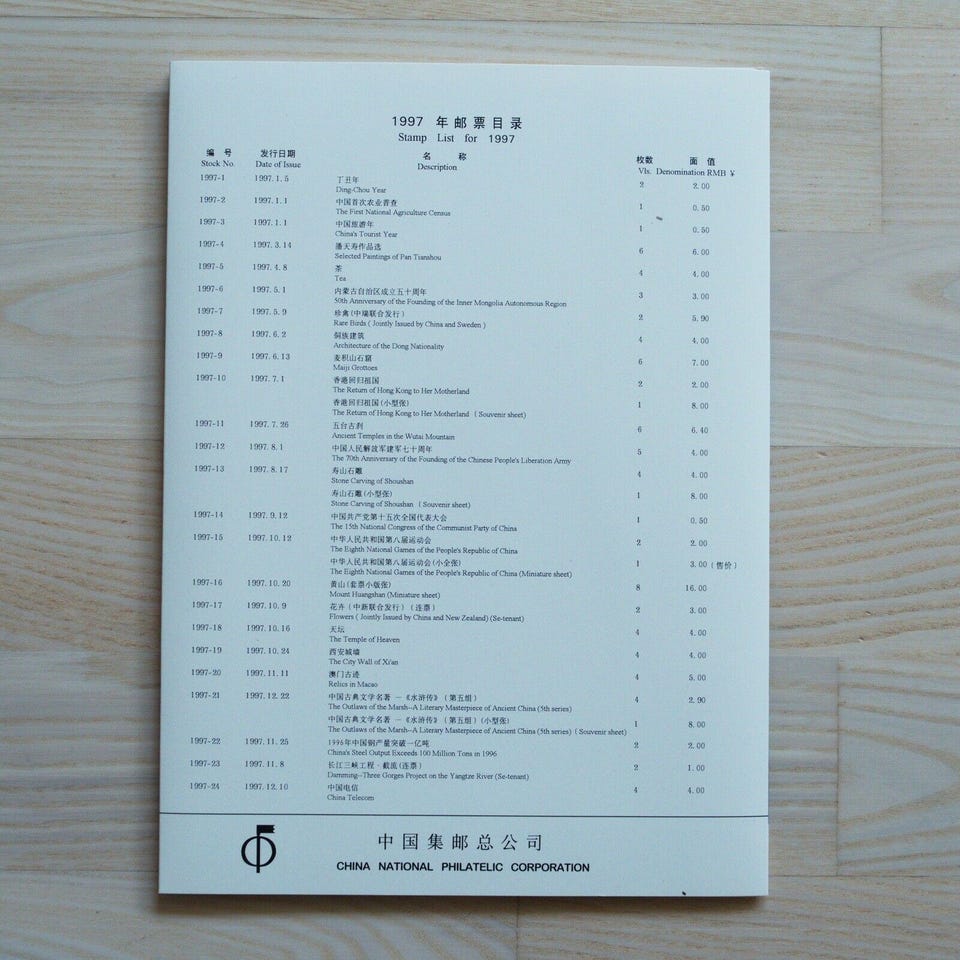 1997 年邮票目录
Stamp List for 1997
编号 发行日期 名称 枚数 面值
Stock No. Date of Issue Description Vls. Denomination RMB ¥
1997-1 1997.1.5 丁丑年 2 2.00
Ding-Chou Year
1997-2 1997.1.1 中国首次农业普查 1 0.50
The First National Agriculture Census
1997-3 1997.1.1 中国旅游年 1 0.50
China's Tourist Year
1997-4 1997.3.14 潘天寿作品选 6 6.00
Selected Paintings of Pan Tianshou
1997-5 1997.4.8 茶 4 4.00
Tea
1997-6 1997.5.1 内蒙古自治区成立五十周年 3 3.00
50th Anniversary of the Founding of the Inner Mongolia Autonomous Region
1997-7 1997.5.9 珍禽(中瑞联合发行) 2 5.90
Rare Birds ( Jointly Issued by China and Sweden )
1997-8 1997.6.2 侗族建筑 4 4.00
Architecture of the Dong Nationality
1997-9 1997.6.13 麦积山石窟 6 7.00
Maiji Grottoes
1997-10 1997.7.1 香港回归祖国 2 2.00
The Return of Hong Kong to Her Motherland
香港回归祖国(小型张) 1 8.00
The Return of Hong Kong to Her Motherland ( Souvenir sheet)
1997-11 1997.7.26 五台古刹 6 6.40
Ancient Temples in the Wutai Mountain
1997-12 1997.8.1 中国人民解放军建军七十周年 5 4.00
The 70th Anniversary of the Founding of the Chinese People's Liberation Army
1997-13 1997.8.17 寿山石雕 4 4.00
Stone Carving of Shoushan
寿山石雕(小型张) 1 8.00
Stone Carving of Shoushan ( Souvenir sheet)
1997-14 1997.9.12 中国共产党第十五次全国代表大会 1 0.50
The 15th National Congress of the Communist Party of China
1997-15 1997.10.12 中华人民共和国第八届运动会 2 2.00
The Eighth National Games of the People's Republic of China
中华人民共和国第八届运动会(小全张) 1 3.00(售价)
The Eighth National Games of the People's Republic of China (Miniature sheet)
1997-16 1997.10.20 黄山(套票小版张) 8 16.00
Mount Huangshan (Miniature sheet)
1997-17 1997.10.9 花卉(中新联合发行)(连票) 2 3.00
Flowers ( Jointly Issued by China and New Zealand) (Se-tenant)
1997-18 1997.10.16 天坛 4 4.00
The Temple of Heaven
1997-19 1997.10.24 西安城墙 4 4.00
The City Wall of Xi'an
1997-20 1997.11.11 澳门古迹 4 5.00
Relics in Macao
1997-21 1997.12.22 中国古典文学名著 —《水浒传》(第五组) 4 2.90
The Outlaws of the Marsh--A Literary Masterpiece of Ancient China (5th series)
中国古典文学名著 —《水浒传》(第五组)(小型张) 1 8.00
The Outlaws of the Marsh--A Literary Masterpiece of Ancient China (5th series) ( Souvenir sheet)
1997-22 1997.11.25 1996年中国钢产量突破一亿吨 2 2.00
China's Steel Output Exceeds 100 Million Tons in 1996
1997-23 1997.11.8 长江三峡工程·截流(连票) 2 1.00
Damming--Three Gorges Project on the Yangtze River (Se-tenant)
1997-24 1997.12.10 中国电信 4 4.00
China Telecom
中国集邮总公司
CHINA NATIONAL PHILATELIC CORPORATION